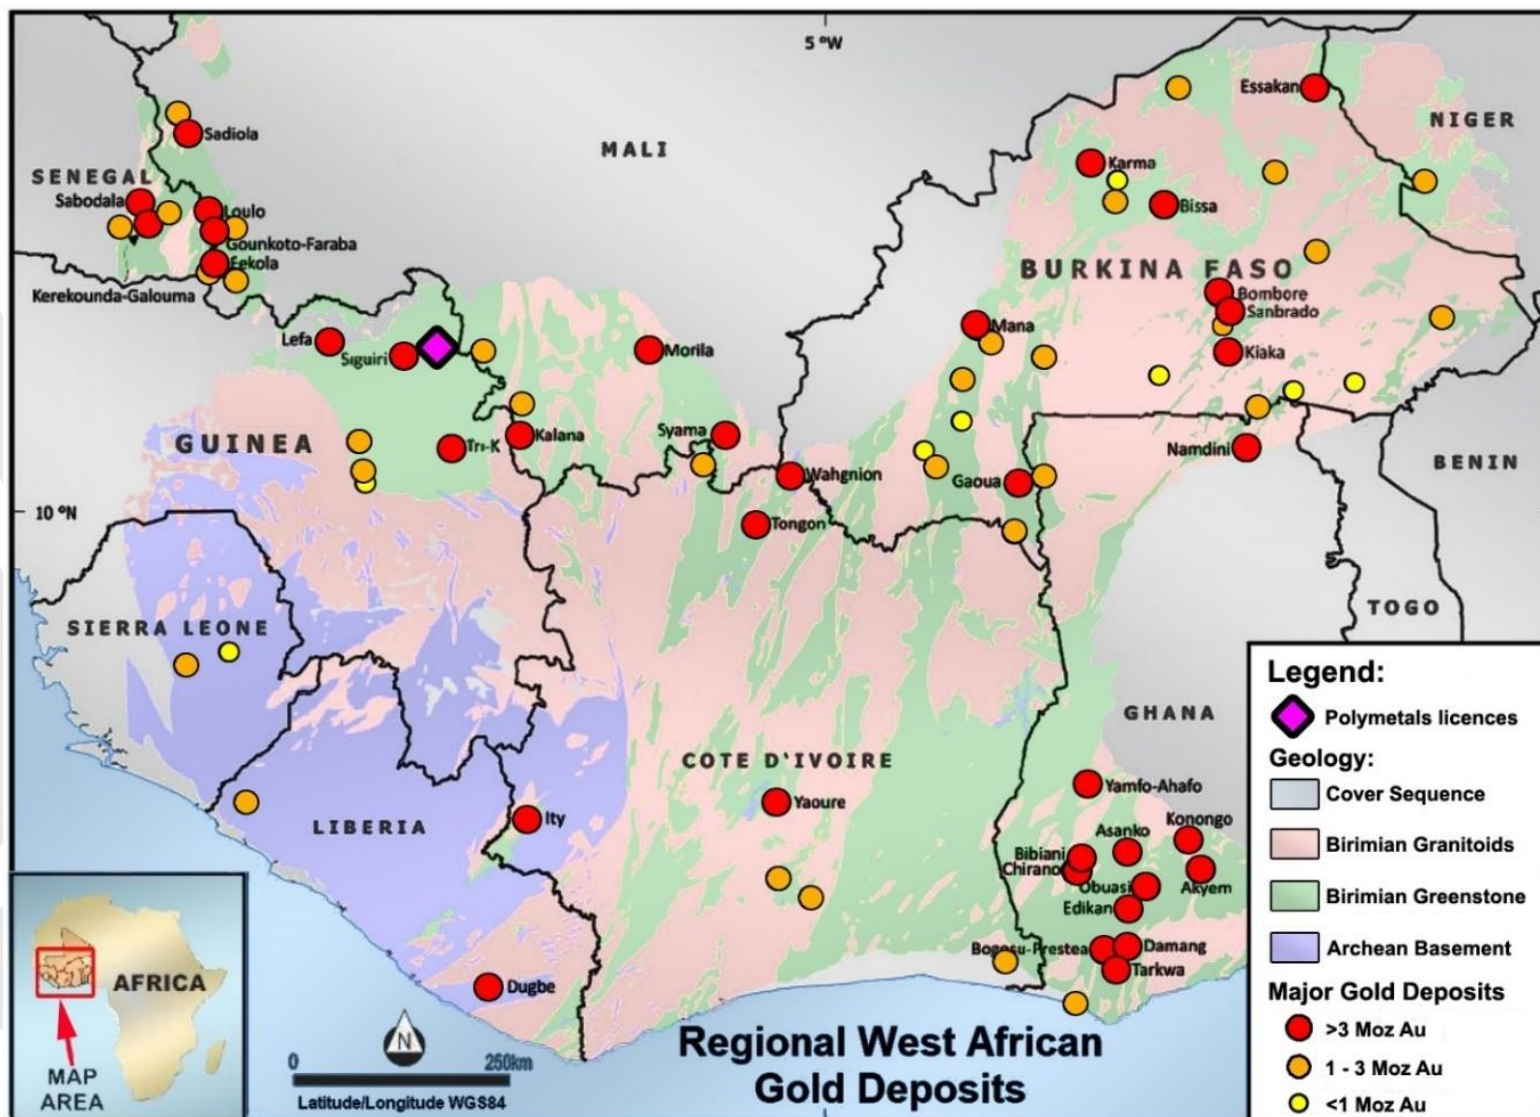 5 ºW
Essakan
NIGER
MALI
Sadiola
Karma
SENEGAL
Sabodala
Bissa
Loulo
Gounkoto-Faraba
Fekola
BURKINA FASO
Kerekounda-Galouma
Bombore
Sanbrado
Mana
Lefa
Siguiri
Morila
Kiaka
GUINEA
Tri-K
Kalana
Syama
Namdini
BENIN
Wahgnion
Gaoua
10 ºN
Tongon
TOGO
SIERRA LEONE
GHANA
COTE D'IVOIRE
Yamfo-Ahafo
Yaoure
Ity
LIBERIA
Konongo
Asanko
Bibiani
Chirano
Obuasi
Akyem
Edikan
Bogosu-Prestea
Damang
Tarkwa
Dugbe
Legend:
Polymetals licences
Geology:
Cover Sequence
Birimian Granitoids
Birimian Greenstone
Archean Basement
Major Gold Deposits
>3 Moz Au
1 - 3 Moz Au
<1 Moz Au
AFRICA
MAP
AREA
N
0 250km
Latitude/Longitude WGS84
Regional West African
Gold Deposits